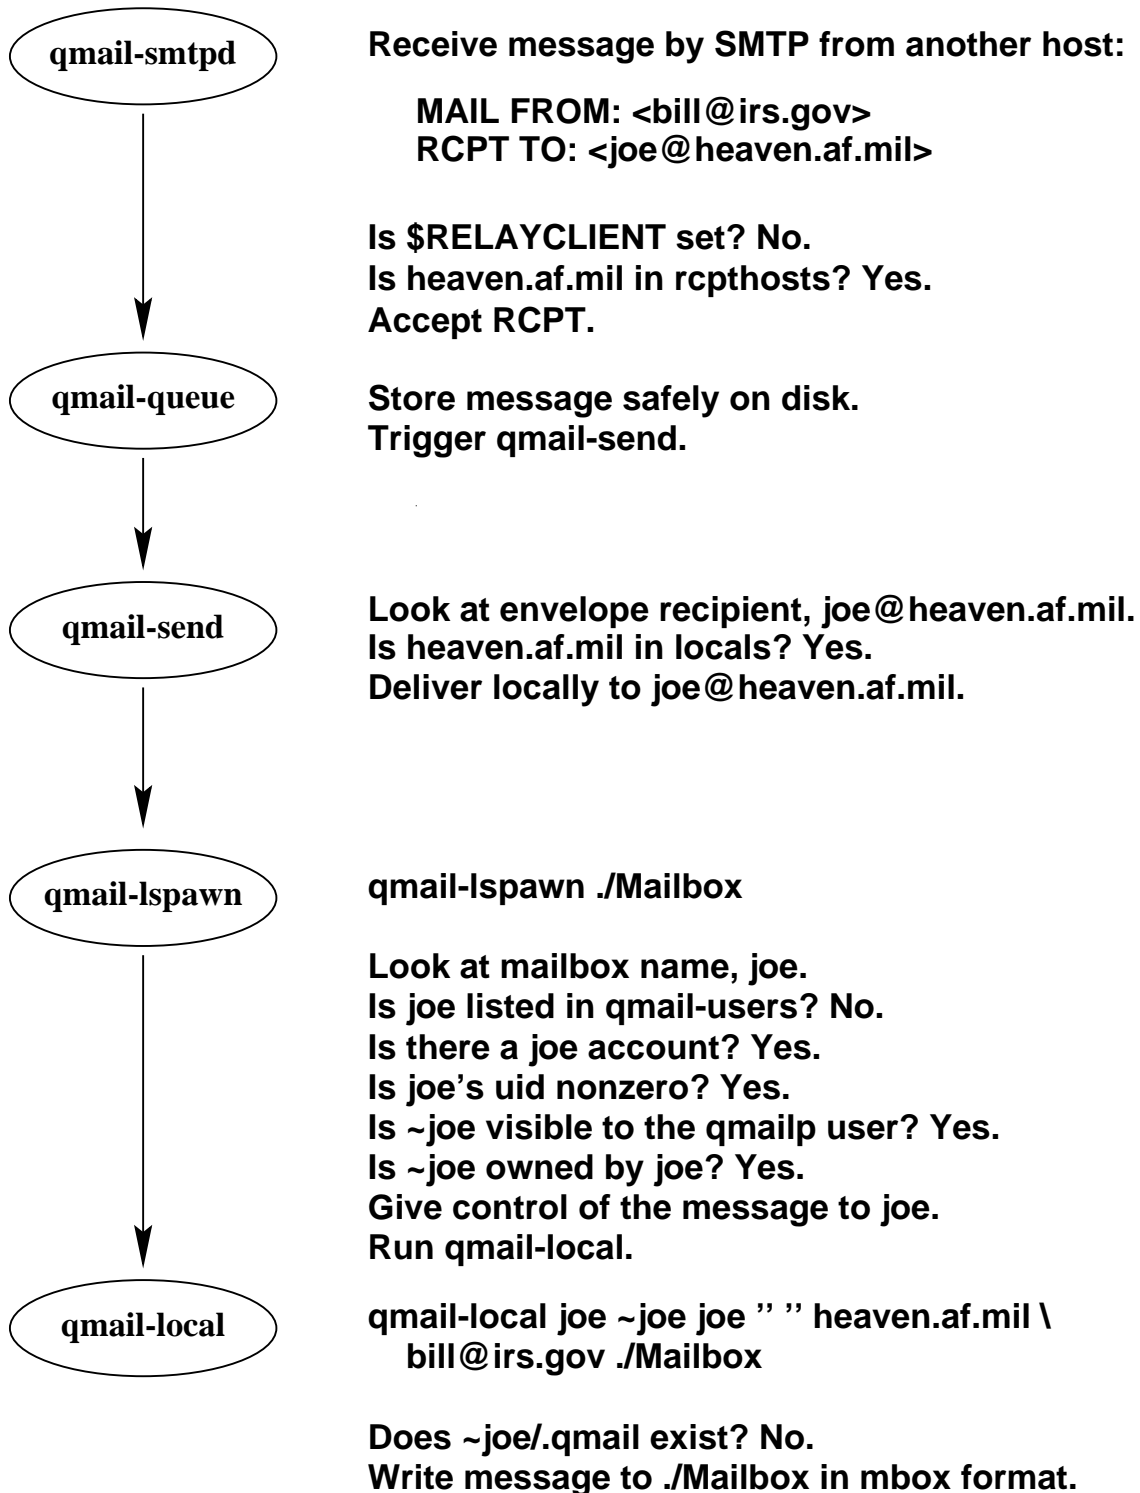 qmail-smtpd
Receive message by SMTP from another host:
MAIL FROM: <bill@irs.gov>
RCPT TO: <joe@heaven.af.mil>
Is $RELAYCLIENT set? No.
Is heaven.af.mil in rcpthosts? Yes.
Accept RCPT.
qmail-queue
Store message safely on disk.
Trigger qmail-send.
qmail-send
Look at envelope recipient, joe@heaven.af.mil.
Is heaven.af.mil in locals? Yes.
Deliver locally to joe@heaven.af.mil.
qmail-lspawn
qmail-lspawn ./Mailbox
Look at mailbox name, joe.
Is joe listed in qmail-users? No.
Is there a joe account? Yes.
Is joe’s uid nonzero? Yes.
Is ~joe visible to the qmailp user? Yes.
Is ~joe owned by joe? Yes.
Give control of the message to joe.
Run qmail-local.
qmail-local
qmail-local joe ~joe joe ’’ ’’ heaven.af.mil \
bill@irs.gov ./Mailbox
Does ~joe/.qmail exist? No.
Write message to ./Mailbox in mbox format.